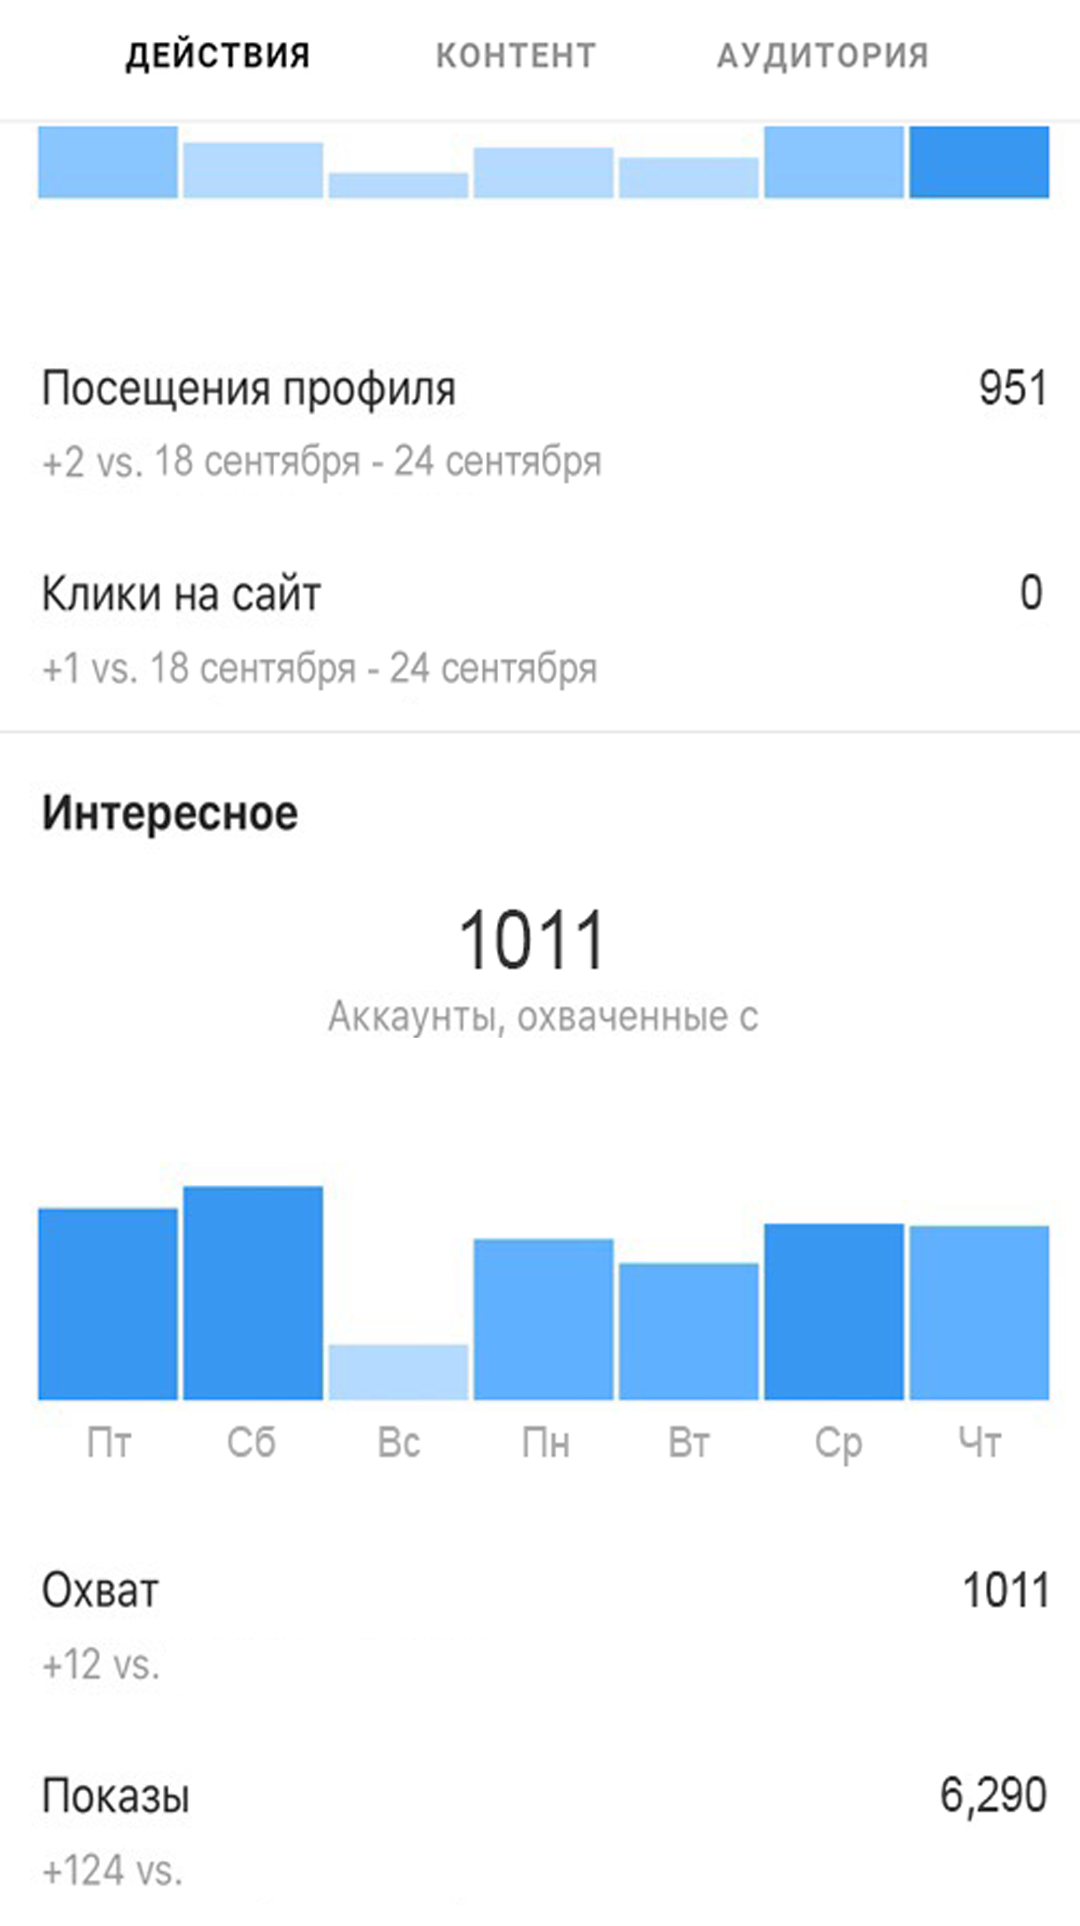 ДЕЙСТВИЯ КОНТЕНТ АУДИТОРИЯ
Посещения профиля 951
+2 vs. 18 сентября - 24 сентября
Клики на сайт 0
+1 vs. 18 сентября - 24 сентября
Интересное
1011
Аккаунты, охваченные с
Пт Сб Вс Пн Вт Ср Чт
Охват 1011
+12 vs.
Показы 6,290
+124 vs.